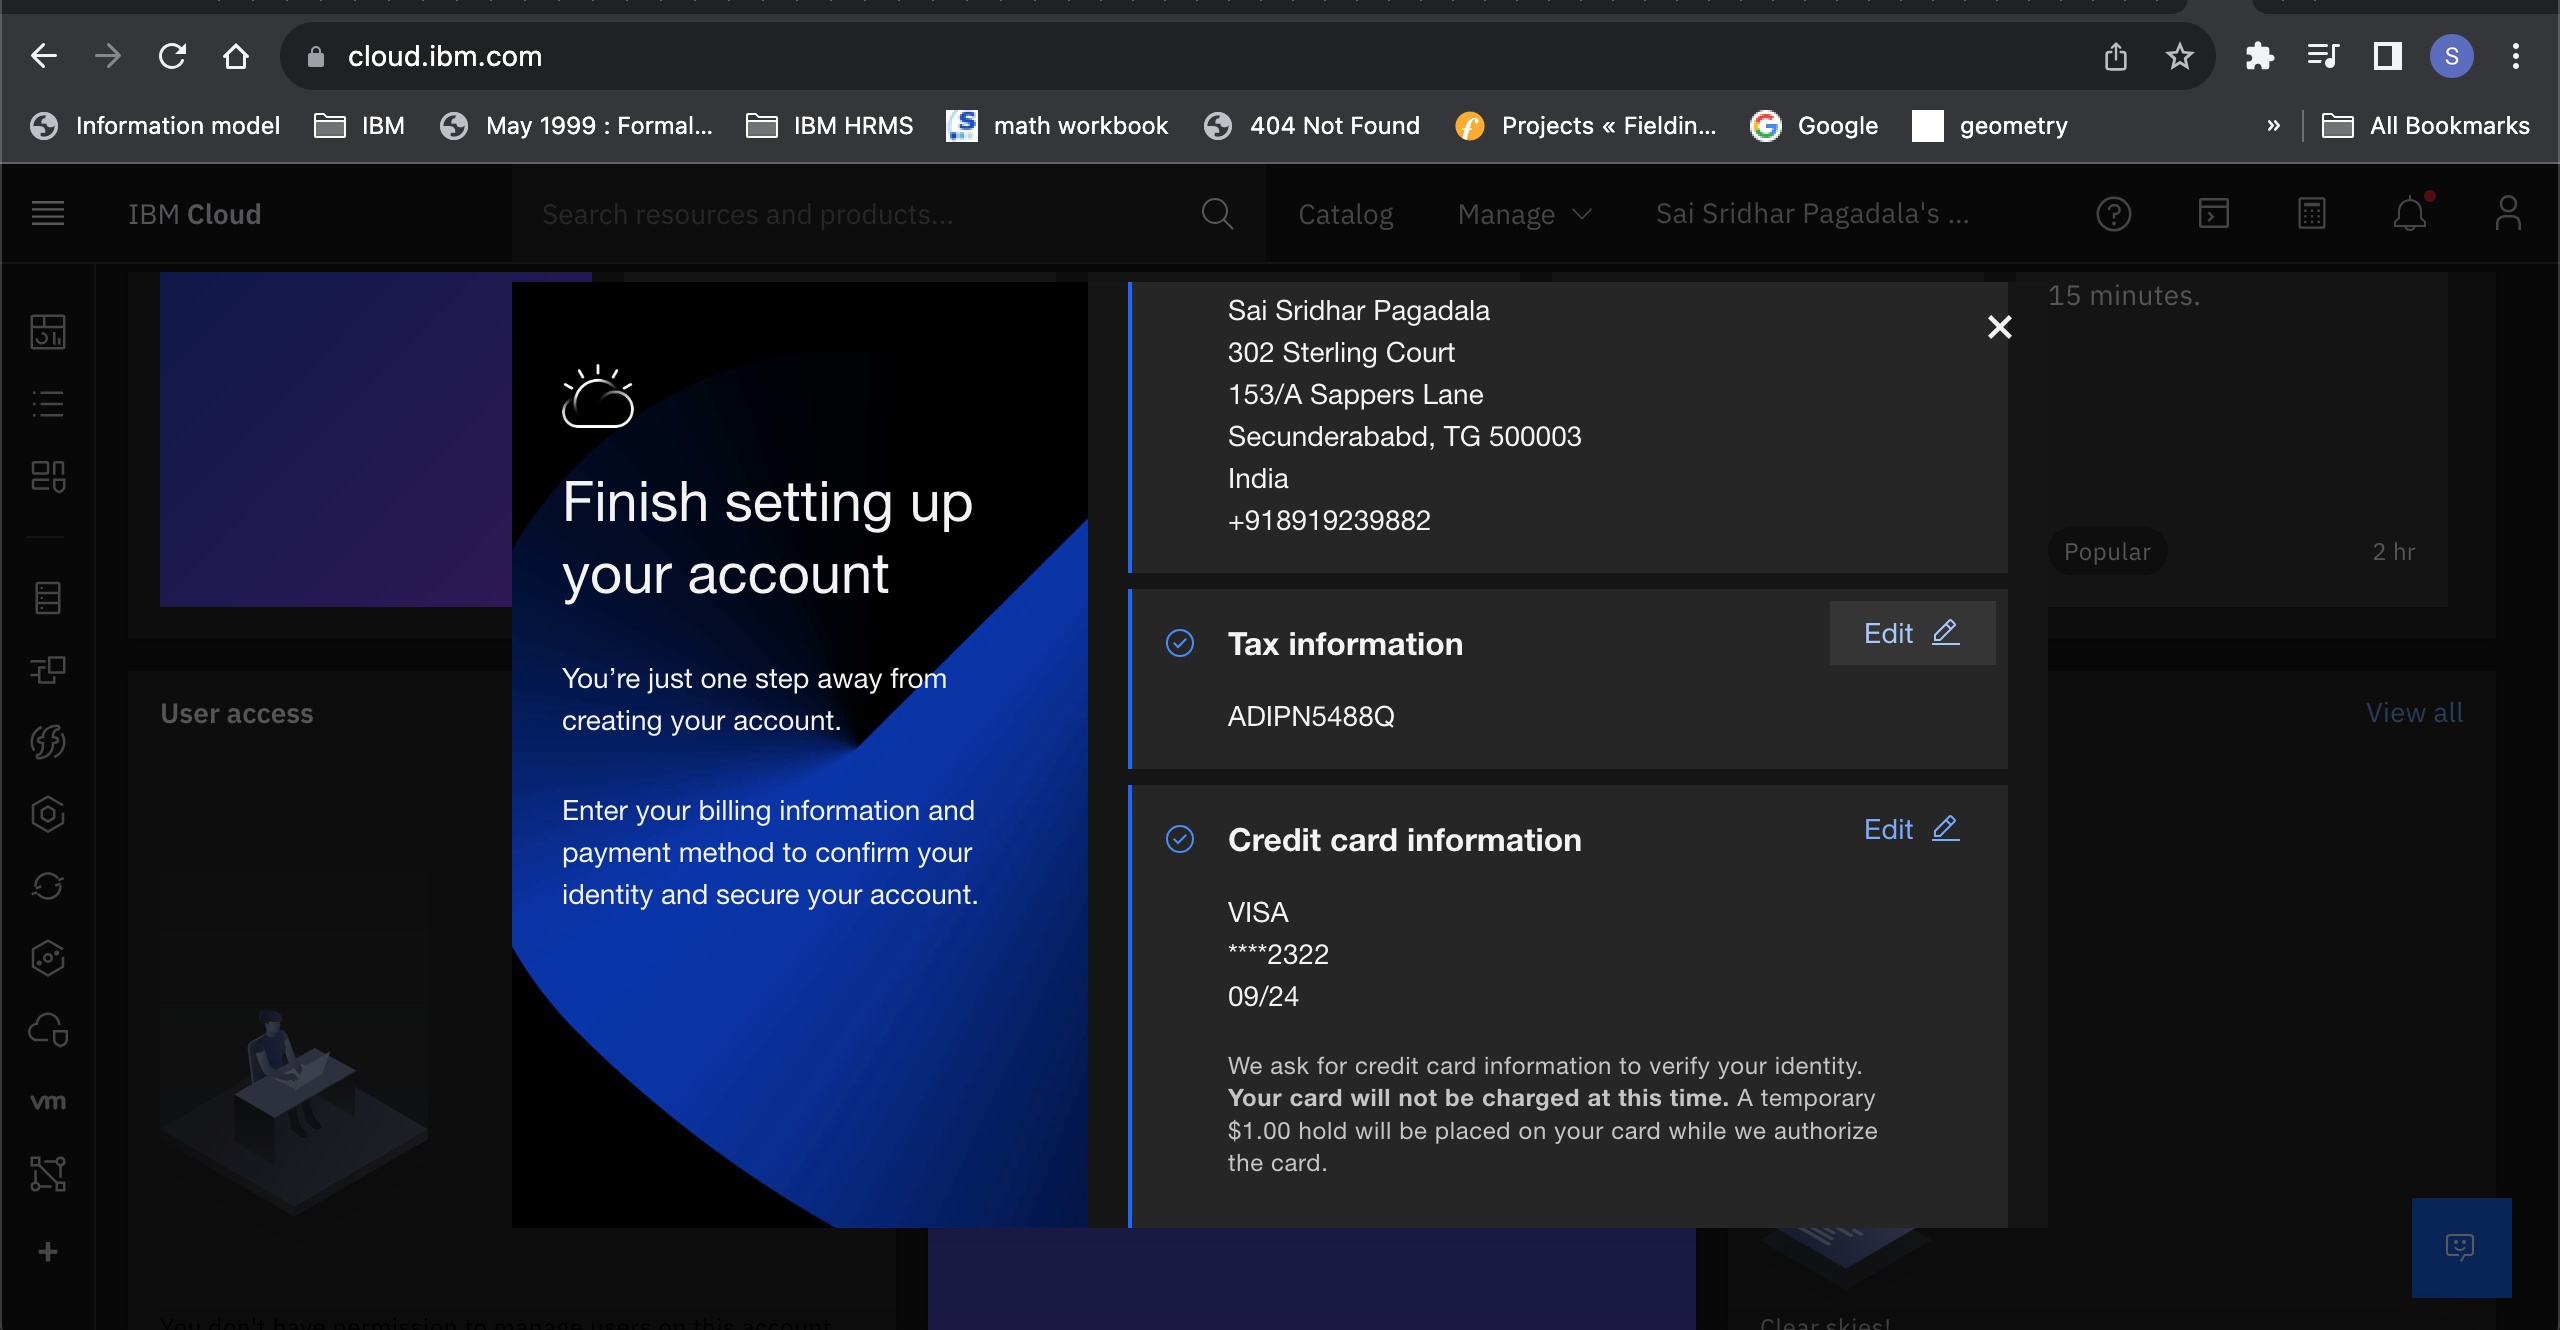 cloud.ibm.com
S
Information model
IBM
May 1999 : Formal...
IBM HRMS
math workbook
404 Not Found
Projects « Fieldin...
Google
geometry
»
All Bookmarks
IBM Cloud
Search resources and products...
Catalog
Manage
Sai Sridhar Pagadala's ...
15 minutes.
Popular
2 hr
Finish setting up
your account
You’re just one step away from
creating your account.
Enter your billing information and
payment method to confirm your
identity and secure your account.
Sai Sridhar Pagadala
302 Sterling Court
153/A Sappers Lane
Secunderababd, TG 500003
India
+918919239882
Tax information
Edit
ADIPN5488Q
Credit card information
Edit
VISA
****2322
09/24
We ask for credit card information to verify your identity.
Your card will not be charged at this time. A temporary
$1.00 hold will be placed on your card while we authorize
the card.
User access
View all
vm
You don't have permission to manage users on this account
Clear skies!